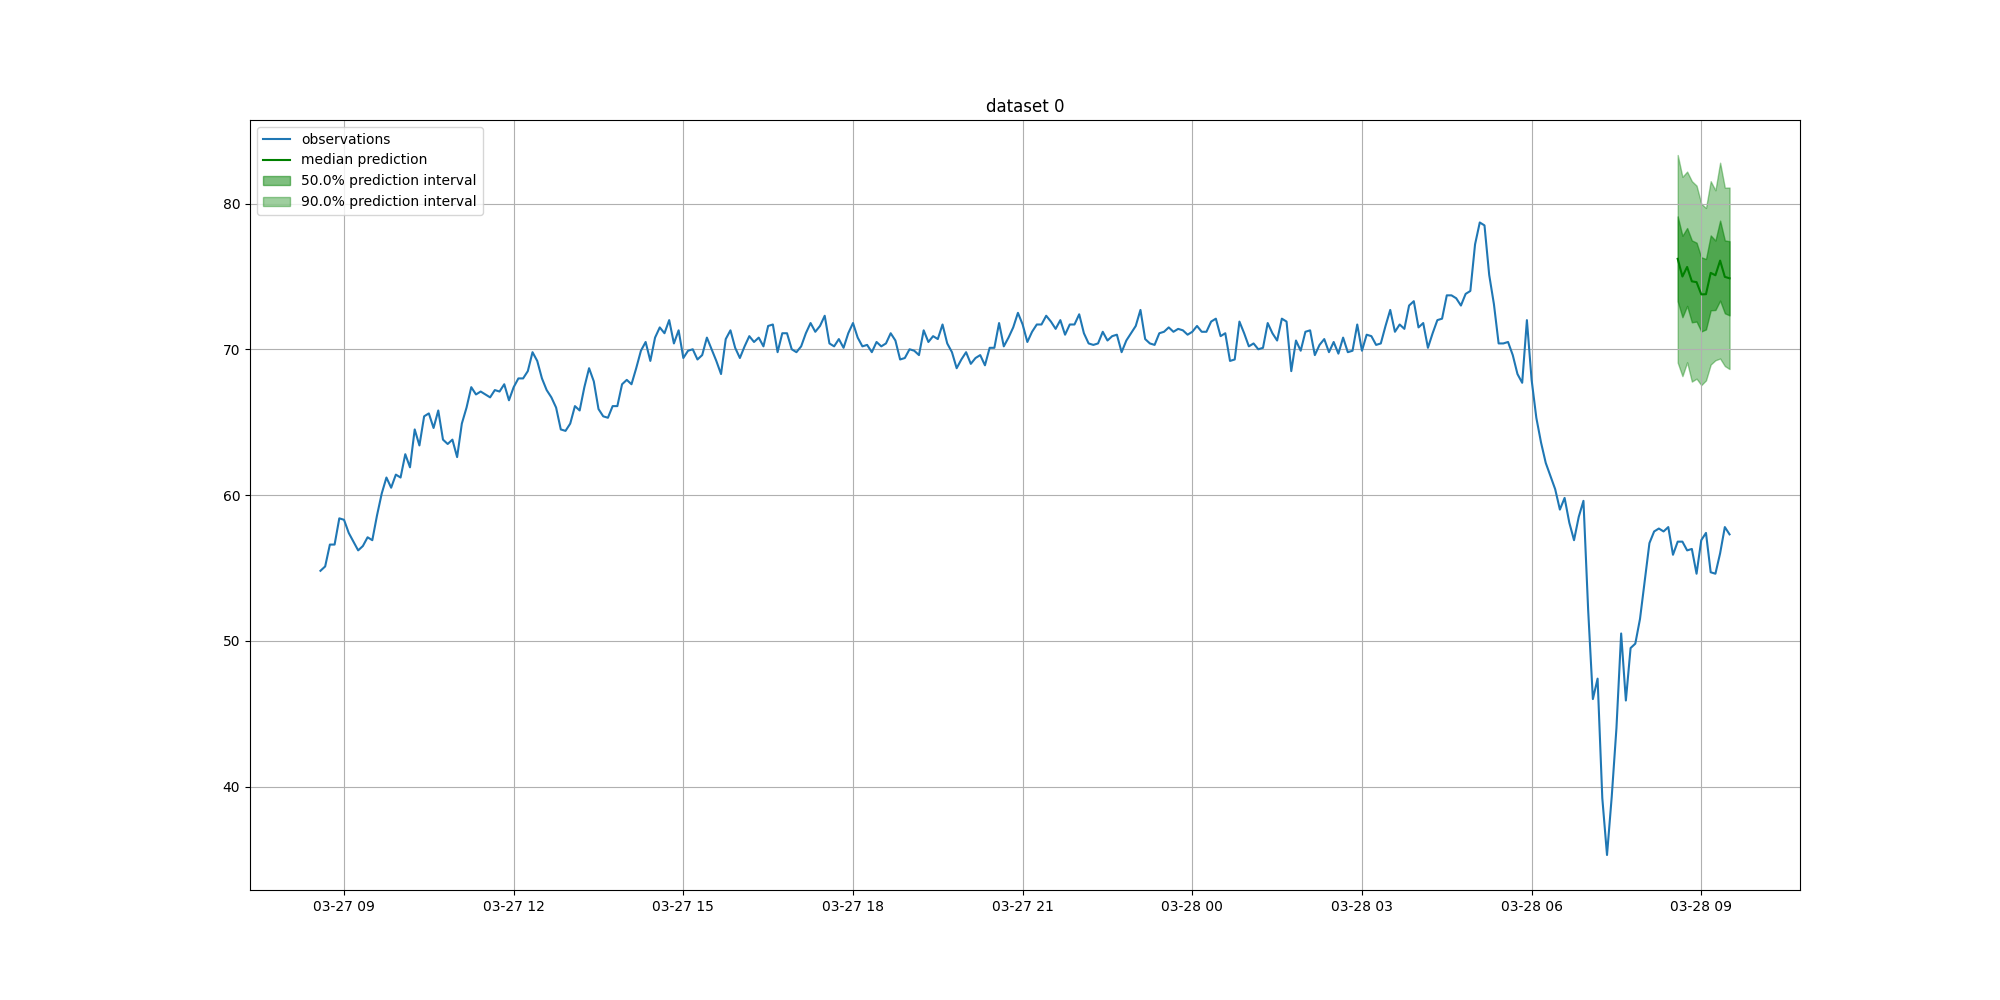 dataset 0
observations
median prediction
50.0% prediction interval
90.0% prediction interval
80
70
60
50
40
03-27 09
03-27 12
03-27 15
03-27 18
03-27 21
03-28 00
03-28 03
03-28 06
03-28 09